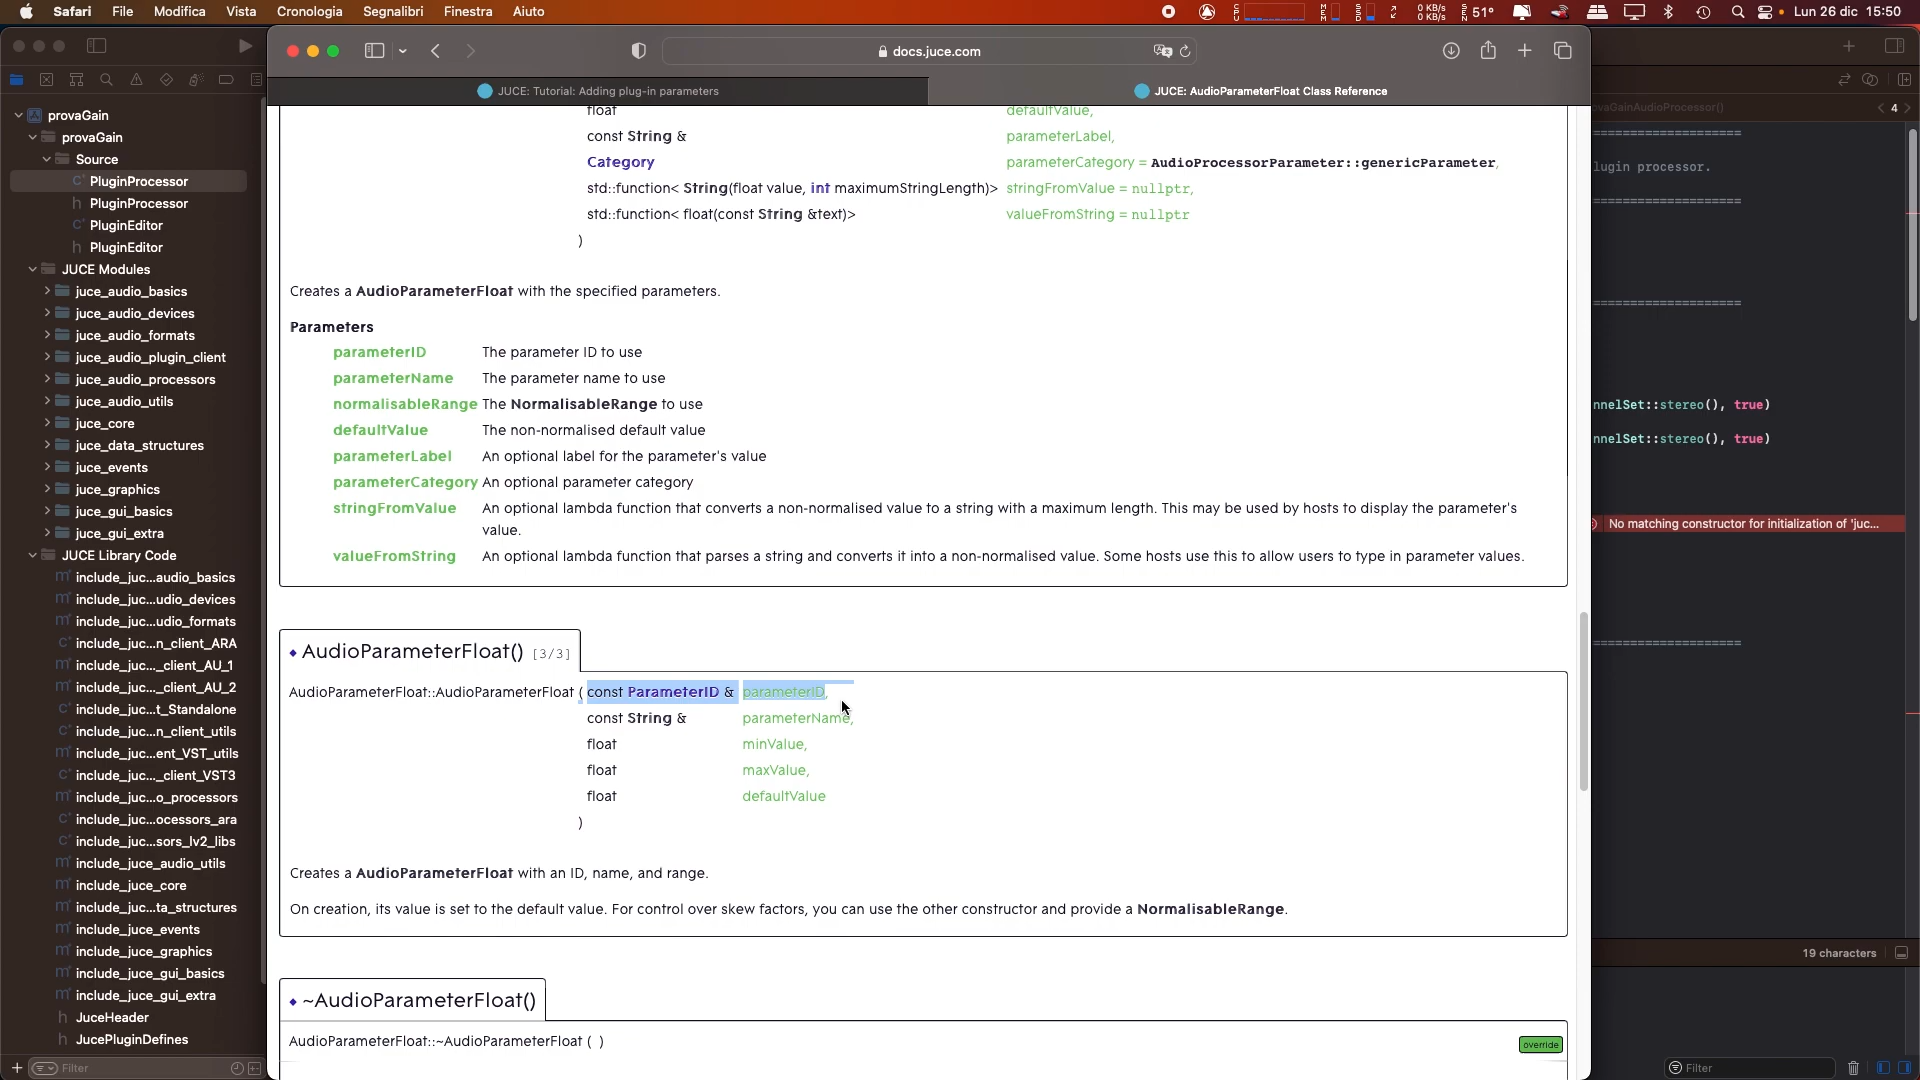 Safari File Modifica Vista Cronologia Segnalibri Finestra Aiuto
0 KB/s
0 KB/s
51°
Lun 26 dic 15:50
docs.juce.com
JUCE: Tutorial: Adding plug-in parameters
JUCE: AudioParameterFloat Class Reference
provaGain
provaGain
Source
PluginProcessor
PluginProcessor
PluginEditor
PluginEditor
JUCE Modules
juce_audio_basics
juce_audio_devices
juce_audio_formats
juce_audio_plugin_client
juce_audio_processors
juce_audio_utils
juce_core
juce_data_structures
juce_events
juce_graphics
juce_gui_basics
juce_gui_extra
JUCE Library Code
include_juc...audio_basics
include_juc...udio_devices
include_juc...udio_formats
include_juc...n_client_ARA
include_juc..._client_AU_1
include_juc..._client_AU_2
include_juc...t_Standalone
include_juc...n_client_utils
include_juc...ent_VST_utils
include_juc..._client_VST3
include_juc...o_processors
include_juc...ocessors_ara
include_juc...sors_lv2_libs
include_juce_audio_utils
include_juce_core
include_juc...ta_structures
include_juce_events
include_juce_graphics
include_juce_gui_basics
include_juce_gui_extra
JuceHeader
JucePluginDefines
Filter
float defaultValue,
const String & parameterLabel,
Category parameterCategory = AudioProcessorParameter::genericParameter,
std::function< String(float value, int maximumStringLength)> stringFromValue = nullptr,
std::function< float(const String &text)> valueFromString = nullptr
)
Creates a AudioParameterFloat with the specified parameters.
Parameters
parameterID The parameter ID to use
parameterName The parameter name to use
normalisableRange The NormalisableRange to use
defaultValue The non-normalised default value
parameterLabel An optional label for the parameter's value
parameterCategory An optional parameter category
stringFromValue An optional lambda function that converts a non-normalised value to a string with a maximum length. This may be used by hosts to display the parameter's
value.
valueFromString An optional lambda function that parses a string and converts it into a non-normalised value. Some hosts use this to allow users to type in parameter values.
AudioParameterFloat() [3/3]
AudioParameterFloat::AudioParameterFloat ( const ParameterID & parameterID,
const String & parameterName,
float minValue,
float maxValue,
float defaultValue
)
Creates a AudioParameterFloat with an ID, name, and range.
On creation, its value is set to the default value. For control over skew factors, you can use the other constructor and provide a NormalisableRange.
~AudioParameterFloat()
AudioParameterFloat::~AudioParameterFloat ( )
override
vaGainAudioProcessor()
4
====================
lugin processor.
====================
====================
nnelSet::stereo(), true)
nnelSet::stereo(), true)
No matching constructor for initialization of 'juc...
====================
19 characters
Filter